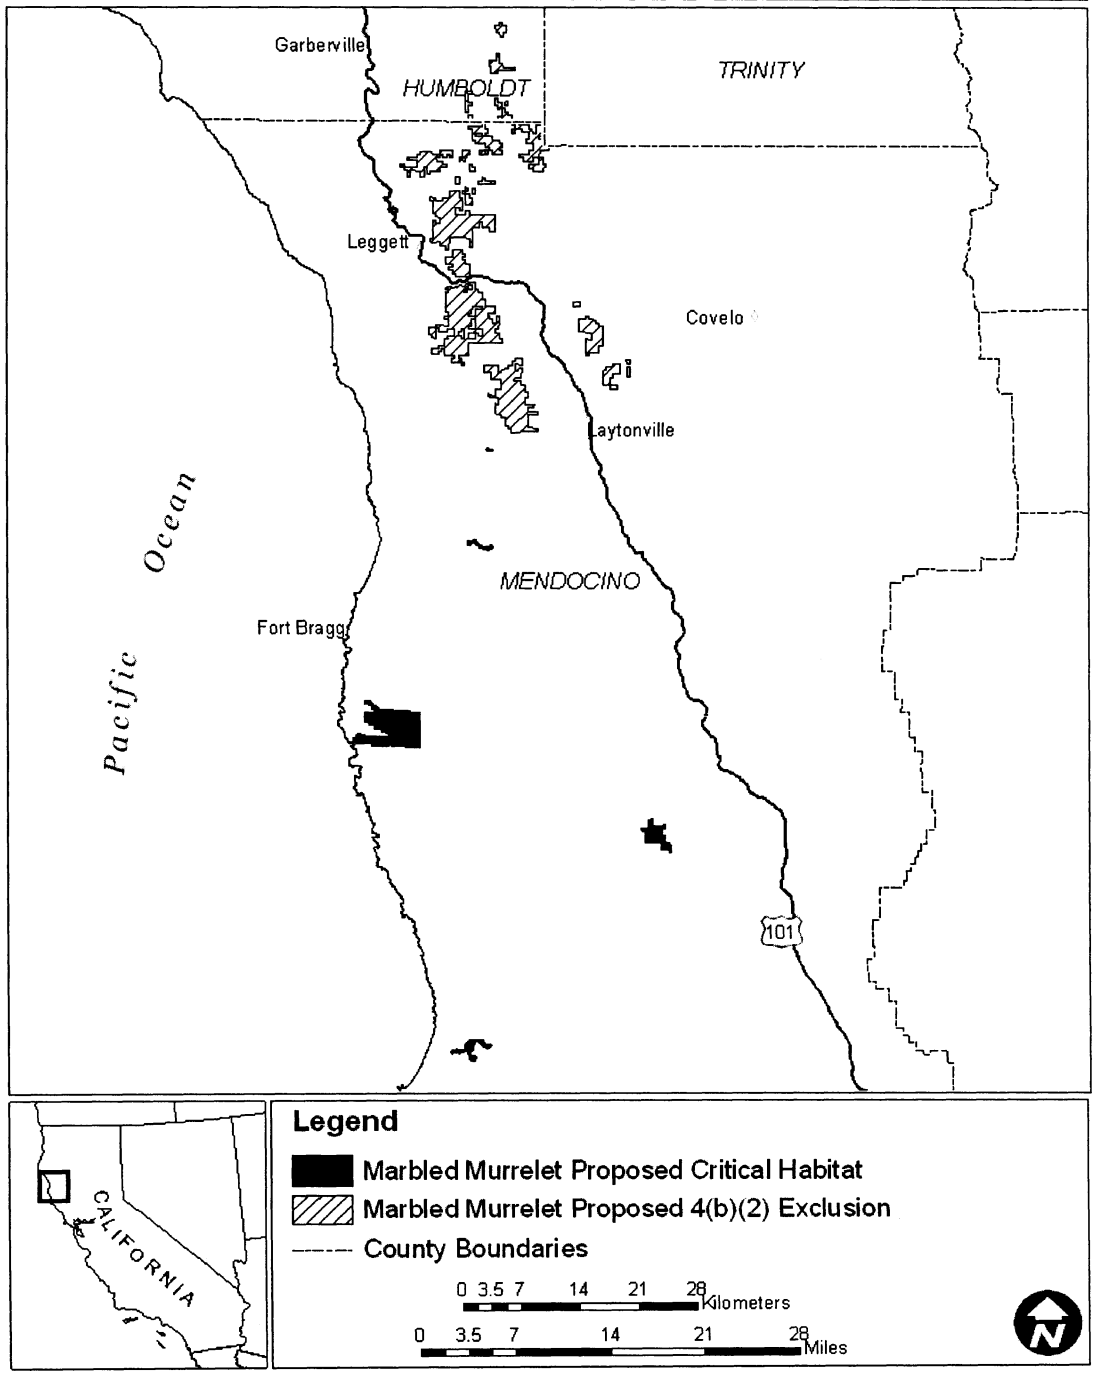 Garberville
HUMBOLDT
TRINITY
Leggett
Covelo
Laytonville
Pacific Ocean
MENDOCINO
Fort Bragg
101
CALIFORNIA
Legend
Marbled Murrelet Proposed Critical Habitat
Marbled Murrelet Proposed 4(b)(2) Exclusion
County Boundaries
0 3.5 7 14 21 28
Kilometers
0 3.5 7 14 21 28
Miles
N